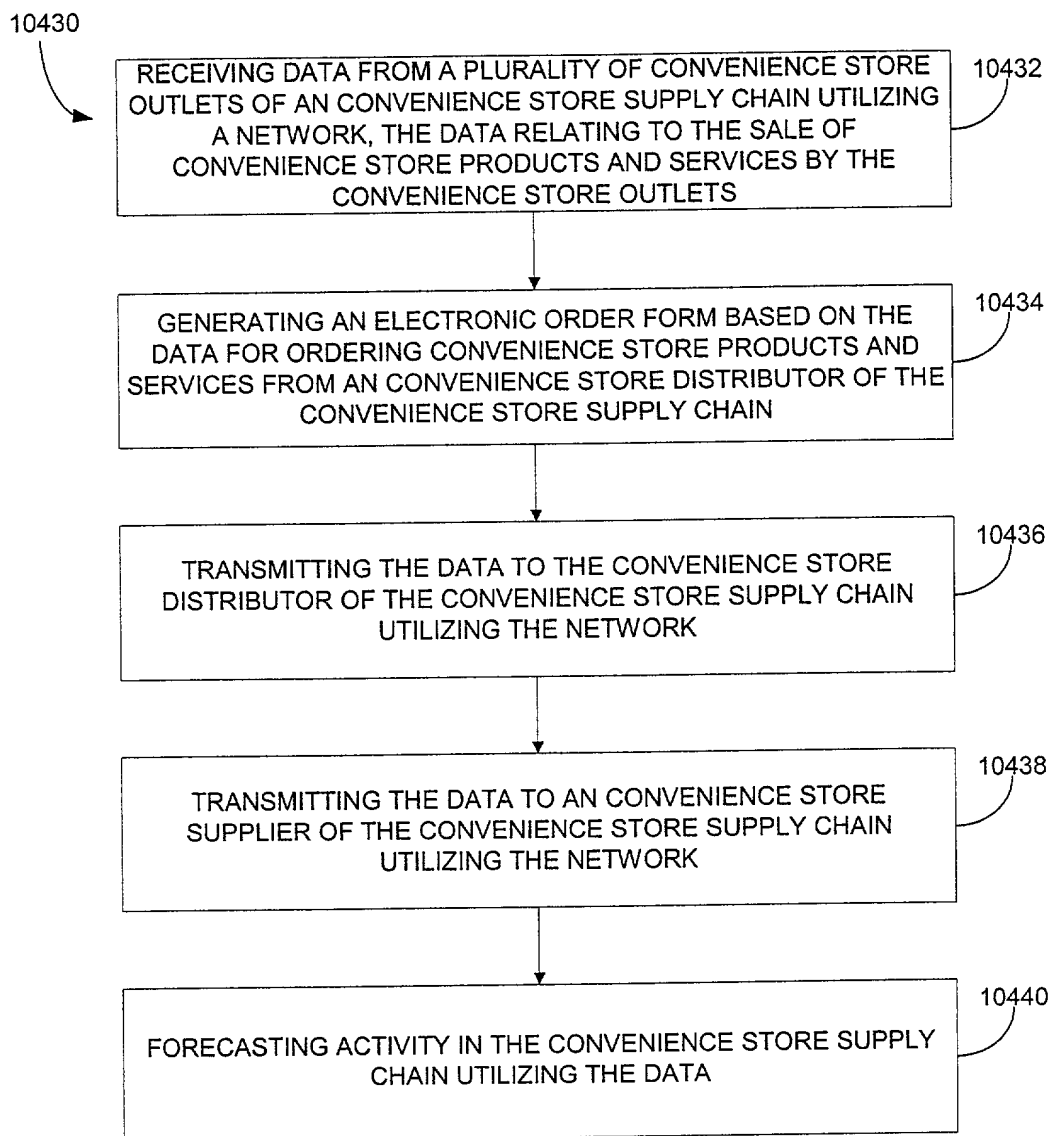 10430
RECEIVING DATA FROM A PLURALITY OF CONVENIENCE STORE
OUTLETS OF AN CONVENIENCE STORE SUPPLY CHAIN UTILIZING
A NETWORK, THE DATA RELATING TO THE SALE OF
CONVENIENCE STORE PRODUCTS AND SERVICES BY THE
CONVENIENCE STORE OUTLETS
10432
GENERATING AN ELECTRONIC ORDER FORM BASED ON THE
DATA FOR ORDERING CONVENIENCE STORE PRODUCTS AND
SERVICES FROM AN CONVENIENCE STORE DISTRIBUTOR OF THE
CONVENIENCE STORE SUPPLY CHAIN
10434
TRANSMITTING THE DATA TO THE CONVENIENCE STORE
DISTRIBUTOR OF THE CONVENIENCE STORE SUPPLY CHAIN
UTILIZING THE NETWORK
10436
TRANSMITTING THE DATA TO AN CONVENIENCE STORE
SUPPLIER OF THE CONVENIENCE STORE SUPPLY CHAIN
UTILIZING THE NETWORK
10438
FORECASTING ACTIVITY IN THE CONVENIENCE STORE SUPPLY
CHAIN UTILIZING THE DATA
10440